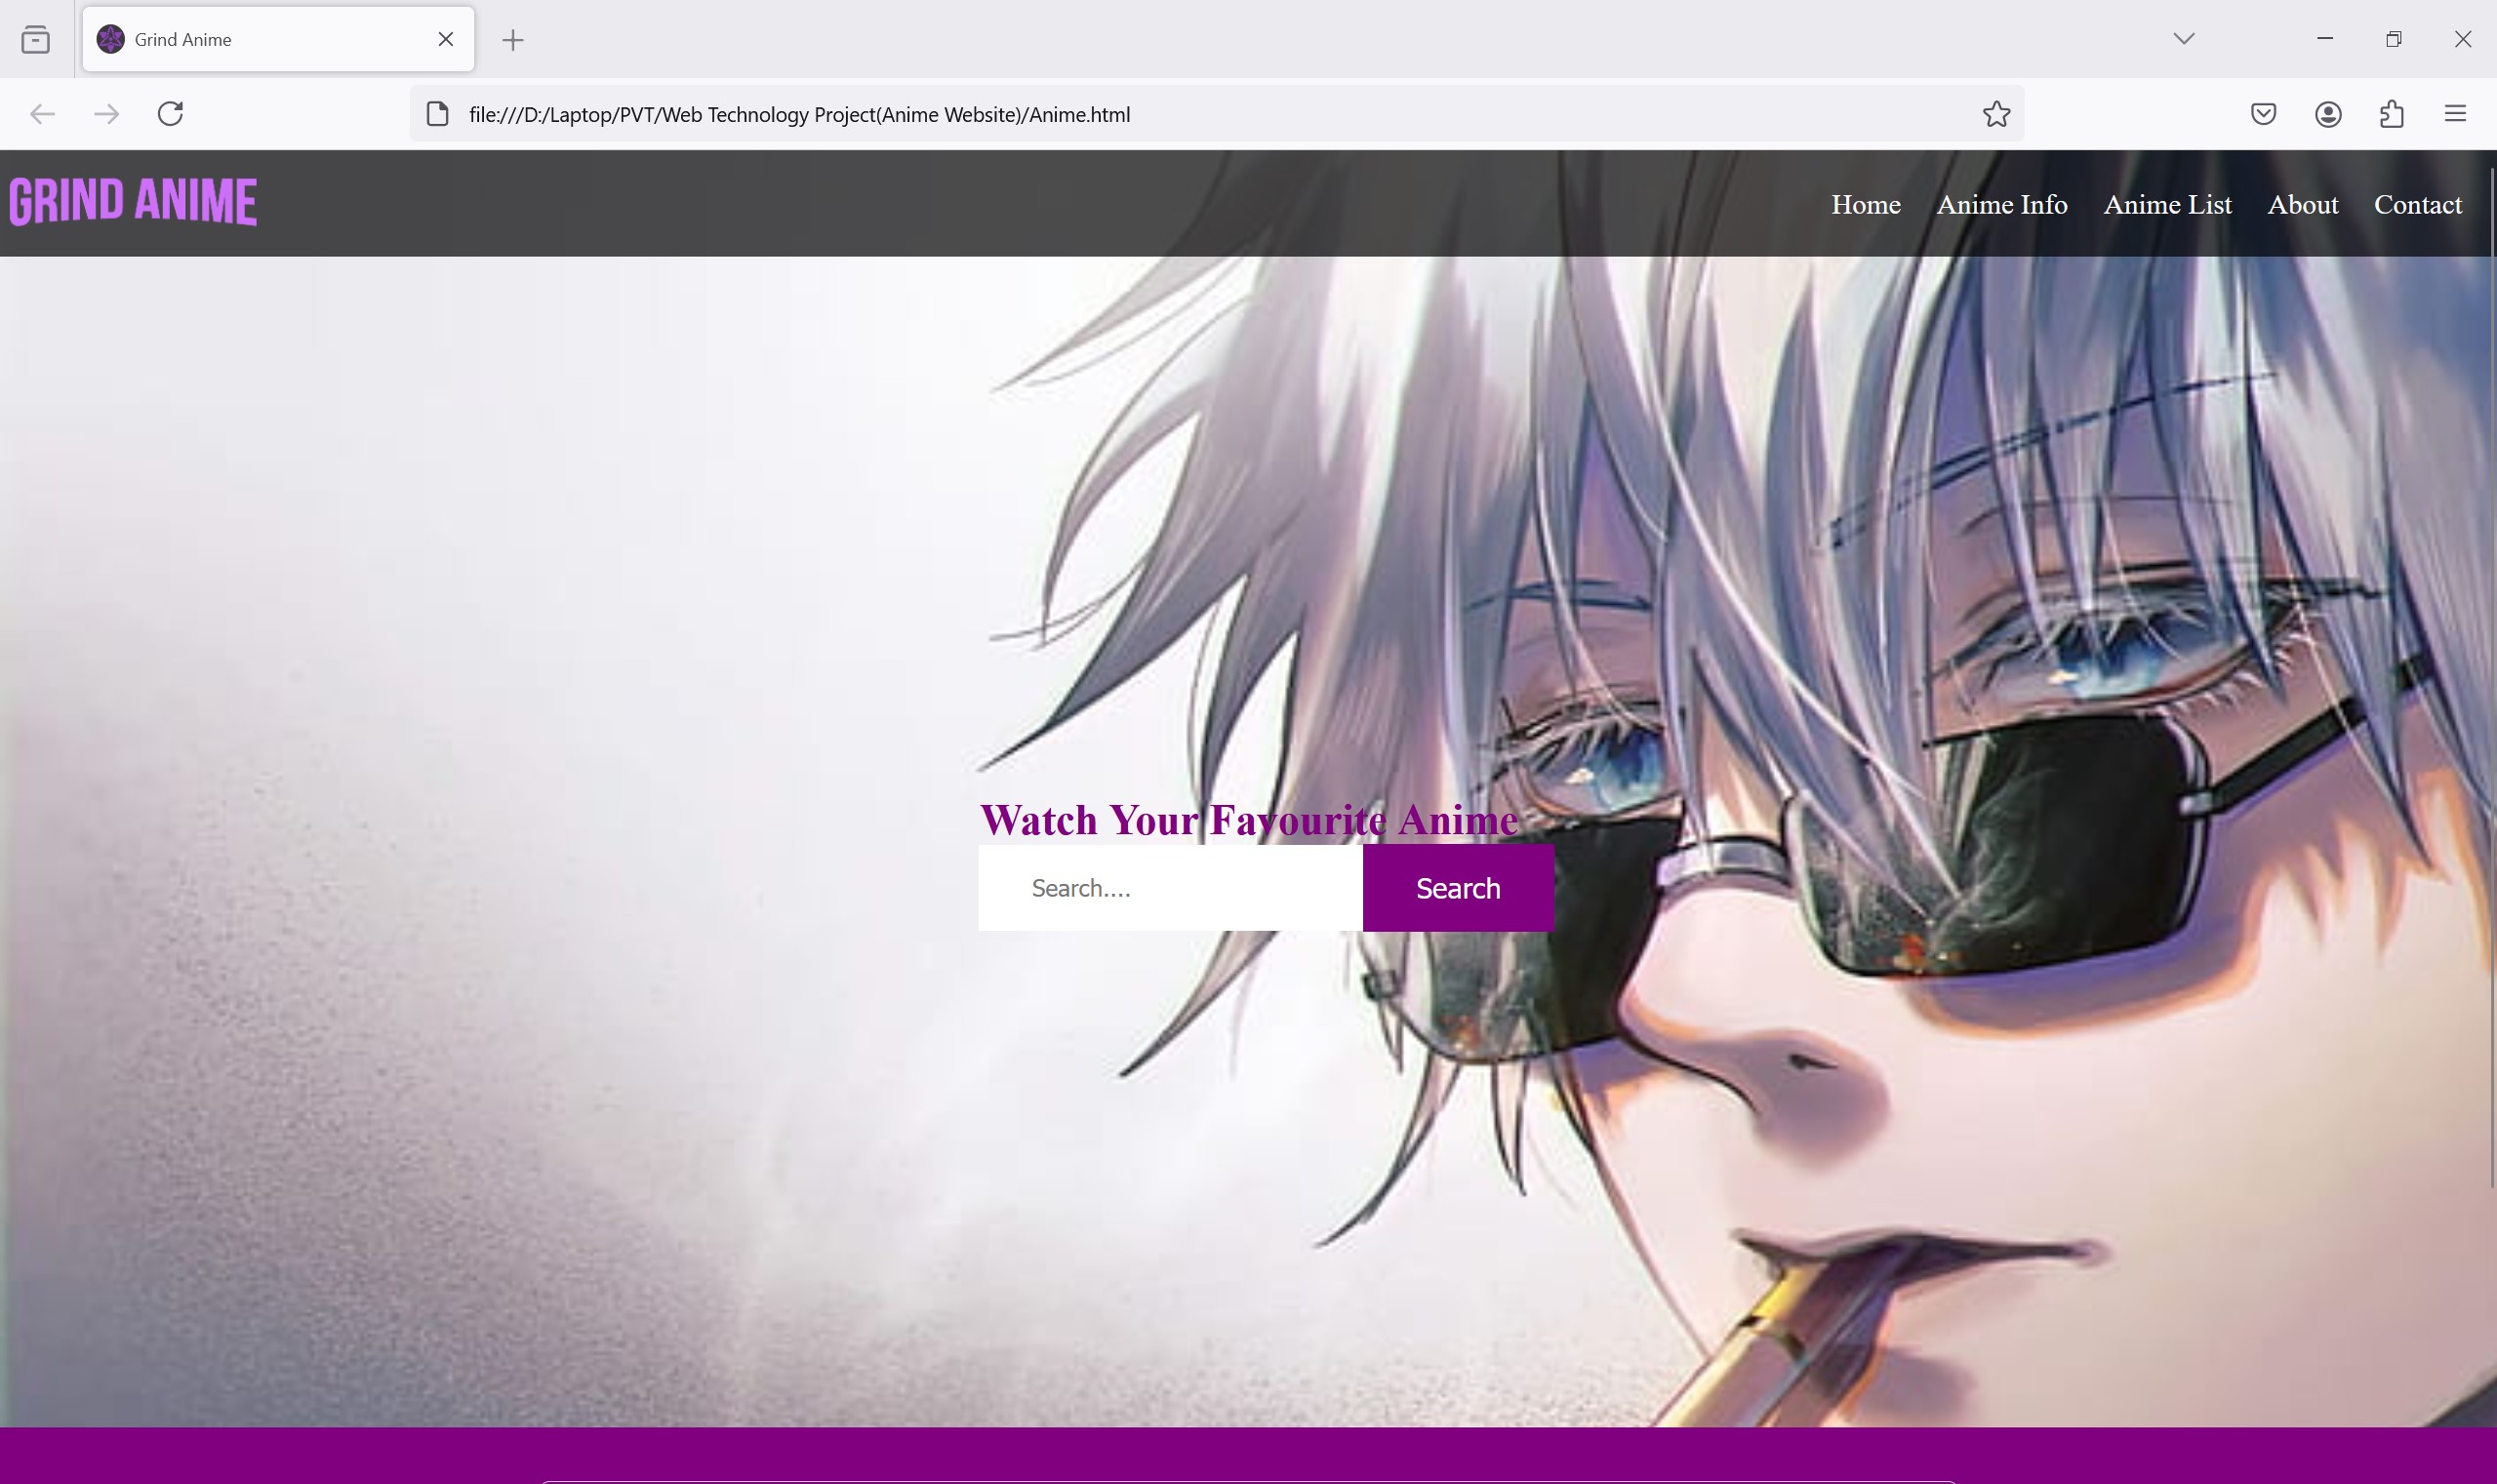 Grind Anime
file:///D:/Laptop/PVT/Web Technology Project(Anime Website)/Anime.html
GRIND ANIME
Home Anime Info Anime List About Contact
Watch Your Favourite Anime
Search.... Search